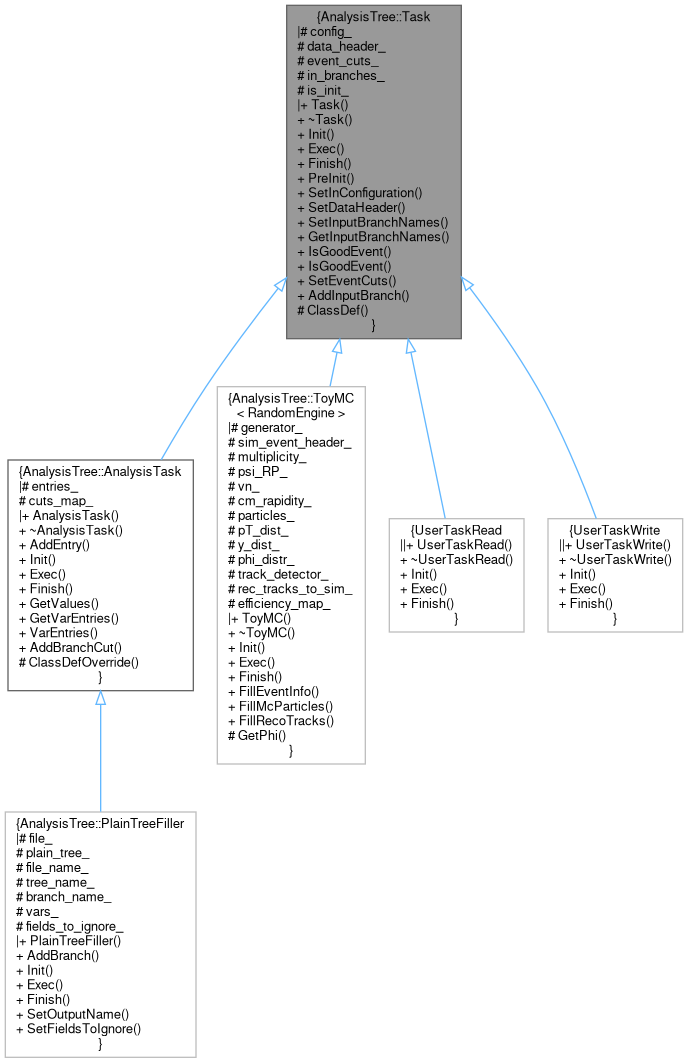 {AnalysisTree::Task
|# config_
# data_header_
# event_cuts_
# in_branches_
# is_init_
|+ Task()
+ ~Task()
+ Init()
+ Exec()
+ Finish()
+ PreInit()
+ SetInConfiguration()
+ SetDataHeader()
+ SetInputBranchNames()
+ GetInputBranchNames()
+ IsGoodEvent()
+ IsGoodEvent()
+ SetEventCuts()
+ AddInputBranch()
# ClassDef()
}
{AnalysisTree::AnalysisTask
|# entries_
# cuts_map_
|+ AnalysisTask()
+ ~AnalysisTask()
+ AddEntry()
+ Init()
+ Exec()
+ Finish()
+ GetValues()
+ GetVarEntries()
+ VarEntries()
+ AddBranchCut()
# ClassDefOverride()
}
{AnalysisTree::ToyMC
< RandomEngine >
|# generator_
# sim_event_header_
# multiplicity_
# psi_RP_
# vn_
# cm_rapidity_
# particles_
# pT_dist_
# y_dist_
# phi_distr_
# track_detector_
# rec_tracks_to_sim_
# efficiency_map_
|+ ToyMC()
+ ~ToyMC()
+ Init()
+ Exec()
+ Finish()
+ FillEventInfo()
+ FillMcParticles()
+ FillRecoTracks()
# GetPhi()
}
{UserTaskRead
||+ UserTaskRead()
+ ~UserTaskRead()
+ Init()
+ Exec()
+ Finish()
}
{UserTaskWrite
||+ UserTaskWrite()
+ ~UserTaskWrite()
+ Init()
+ Exec()
+ Finish()
}
{AnalysisTree::PlainTreeFiller
|# file_
# plain_tree_
# file_name_
# tree_name_
# branch_name_
# vars_
# fields_to_ignore_
|+ PlainTreeFiller()
+ AddBranch()
+ Init()
+ Exec()
+ Finish()
+ SetOutputName()
+ SetFieldsToIgnore()
}